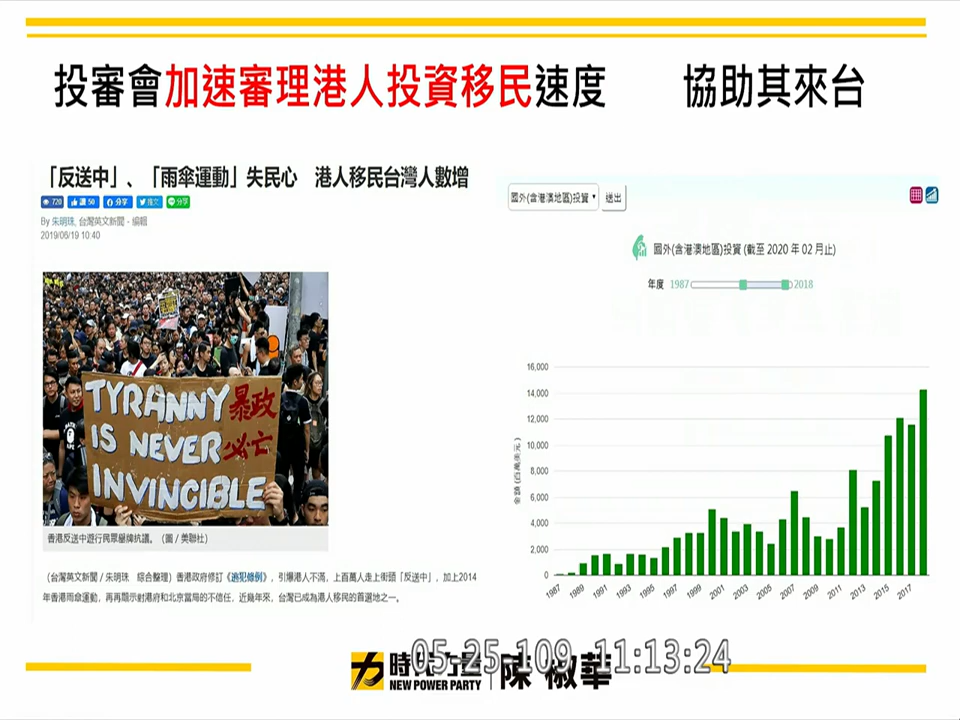 投審會加速審理港人投資移民速度 協助其來台
「反送中」、「雨傘運動」失民心 港人移民台灣人數增
720 讚 50 分享 推文 分享
By 朱明珠, 台灣英文新聞 - 編輯
2019/06/19 10:40
TYRANNY 暴政
IS NEVER 必亡
INVINCIBLE
香港反送中遊行民眾舉牌抗議。（圖／美聯社）
（台灣英文新聞 / 朱明珠 綜合整理）香港政府修訂《逃犯條例》，引爆港人不滿，上百萬人走上街頭「反送中」，加上2014
年香港雨傘運動，再再顯示對港府和北京當局的不信任，近幾年來，台灣已成為港人移民的首選地之一。
國外(含港澳地區)投資 送出
國外(含港澳地區)投資 (截至 2020 年 02 月止)
年度 1987 2018
金額 (百萬美元)
16,000
14,000
12,000
10,000
8,000
6,000
4,000
2,000
0
1987 1989 1991 1993 1995 1997 1999 2001 2003 2005 2007 2009 2011 2013 2015 2017
時代力量 陳椒華
NEW POWER PARTY
05-25-109 11:13:24